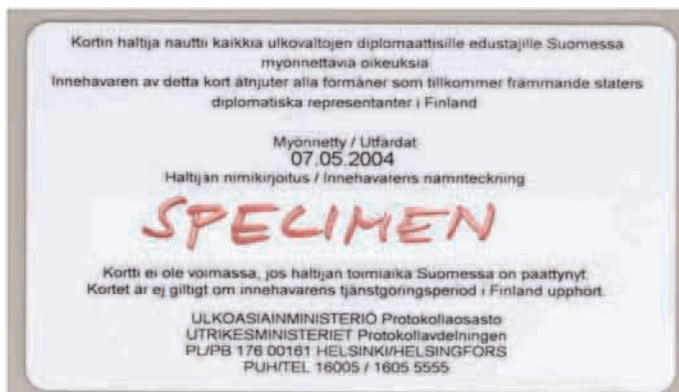 Kortin haltija nauttii kaikkia ulkovaltojen diplomaattisille edustajille Suomessa
myönnettäviä oikeuksia
Innehavaren av detta kort åtnjuter alla förmåner som tillkommer främmande staters
diplomatiska representanter i Finland
Myönnetty / Utfärdat
07.05.2004
Haltijan nimikirjoitus / Innehavarens namnteckning
SPECIMEN
Kortti ei ole voimassa, jos haltijan toimiaika Suomessa on päättynyt.
Kortet är ej giltigt om innehavarens tjänstgöringsperiod i Finland upphört.
ULKOASIAINMINISTERIÖ Protokollaosasto
UTRIKESMINISTERIET Protokollavdelningen
PL/PB 176 00161 HELSINKI/HELSINGFORS
PUH/TEL 16005 / 1605 5555